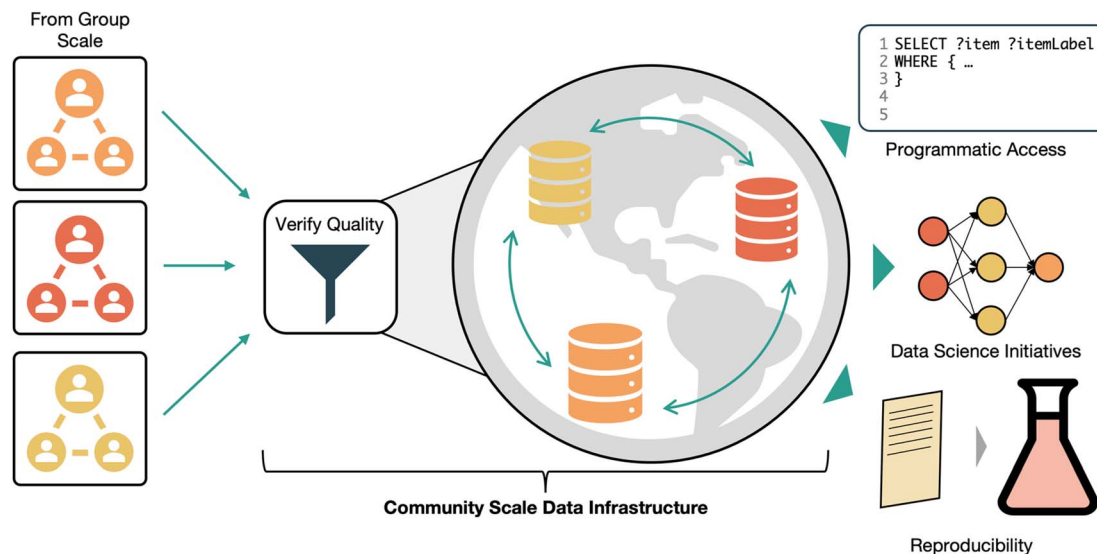 From Group
Scale
Verify Quality
Community Scale Data Infrastructure
1 SELECT ?item ?itemLabel
2 WHERE { …
3 }
4
5
Programmatic Access
Data Science Initiatives
Reproducibility